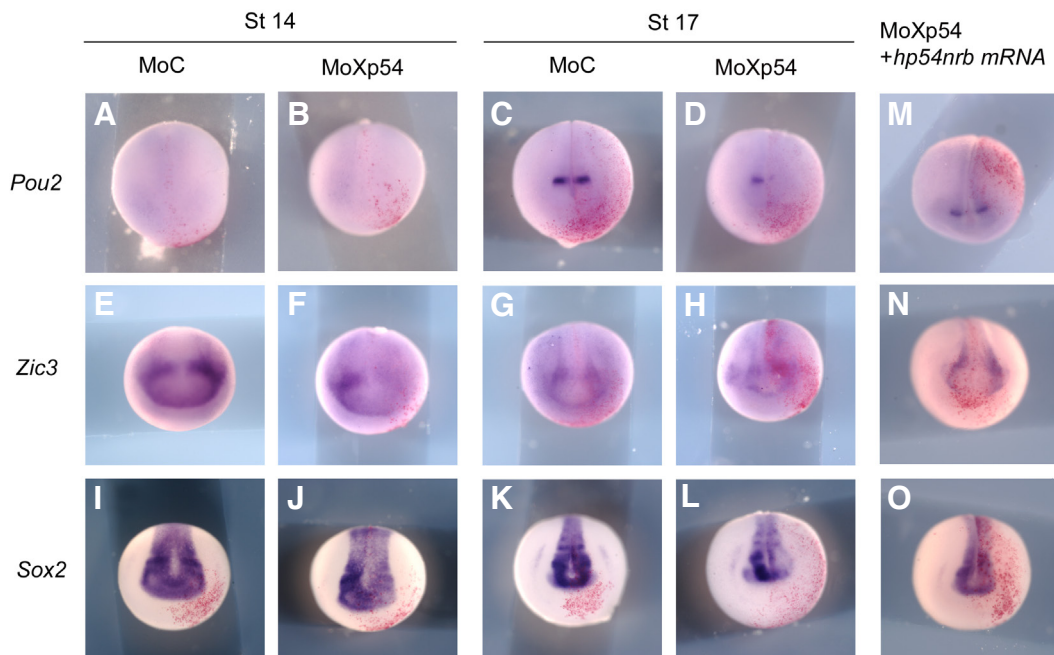 St 14
St 17
MoC
MoXp54
MoC
MoXp54
MoXp54
+hp54nrb mRNA
A
B
C
D
M
Pou2
E
F
G
H
N
Zic3
I
J
K
L
O
Sox2